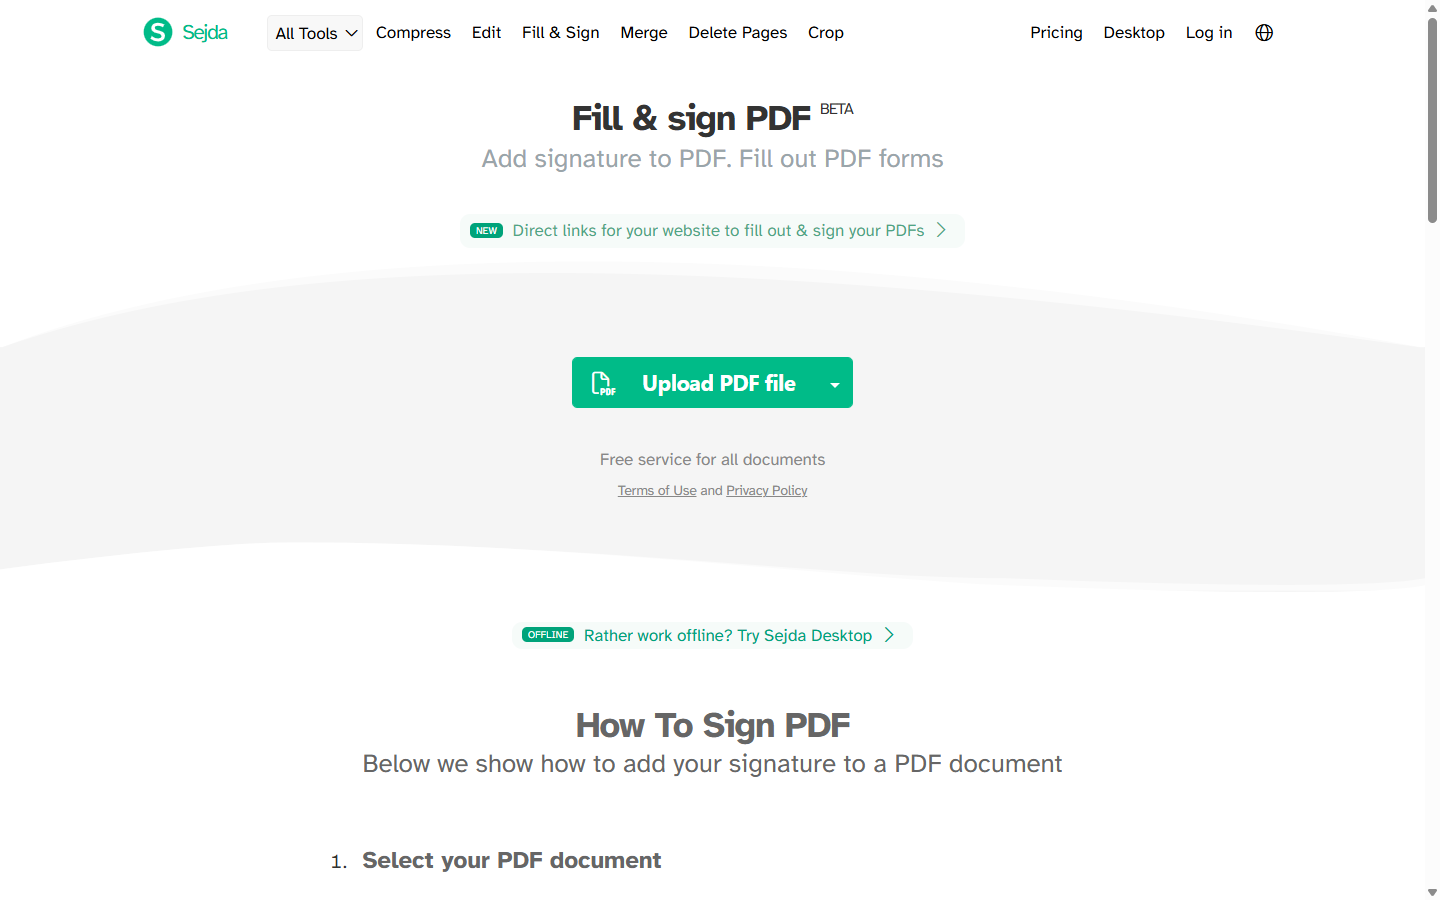 Sejda
All Tools
Compress
Edit
Fill & Sign
Merge
Delete Pages
Crop
Pricing
Desktop
Log in
Fill & sign PDF BETA
Add signature to PDF. Fill out PDF forms
NEW Direct links for your website to fill out & sign your PDFs
PDF Upload PDF file
Free service for all documents
Terms of Use and Privacy Policy
OFFLINE Rather work offline? Try Sejda Desktop
How To Sign PDF
Below we show how to add your signature to a PDF document
1. Select your PDF document